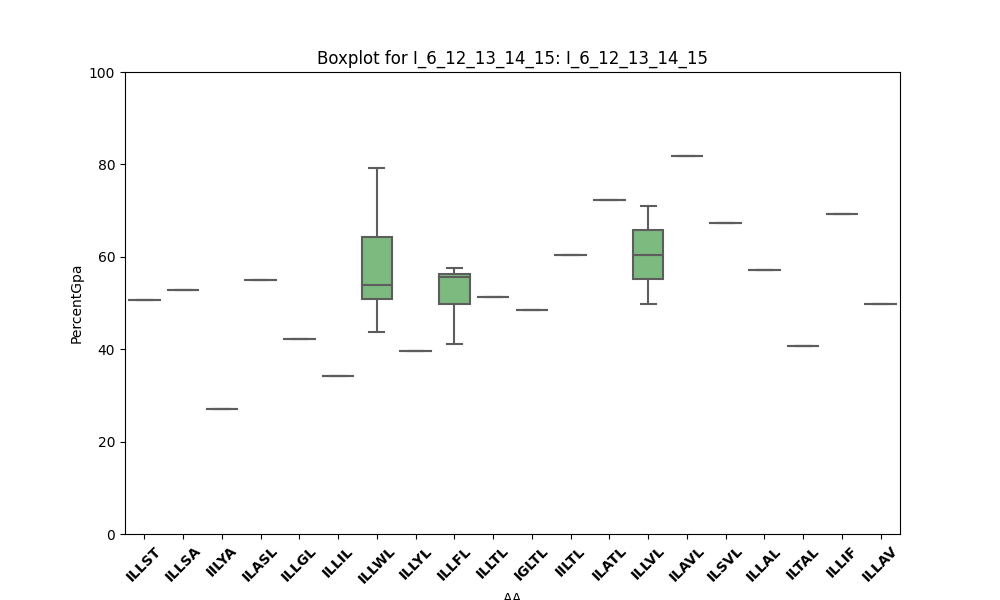 Boxplot for I_6_12_13_14_15: I_6_12_13_14_15
100
80
60
40
20
0
PercentGpa
ILLST
ILLSA
IILYA
ILASL
ILLGL
ILLIL
ILLWL
ILLYL
ILLFL
ILLTL
IGLTL
IILTL
ILATL
ILLVL
ILAVL
ILSVL
ILLAL
ILTAL
ILLIF
ILLAV
AA